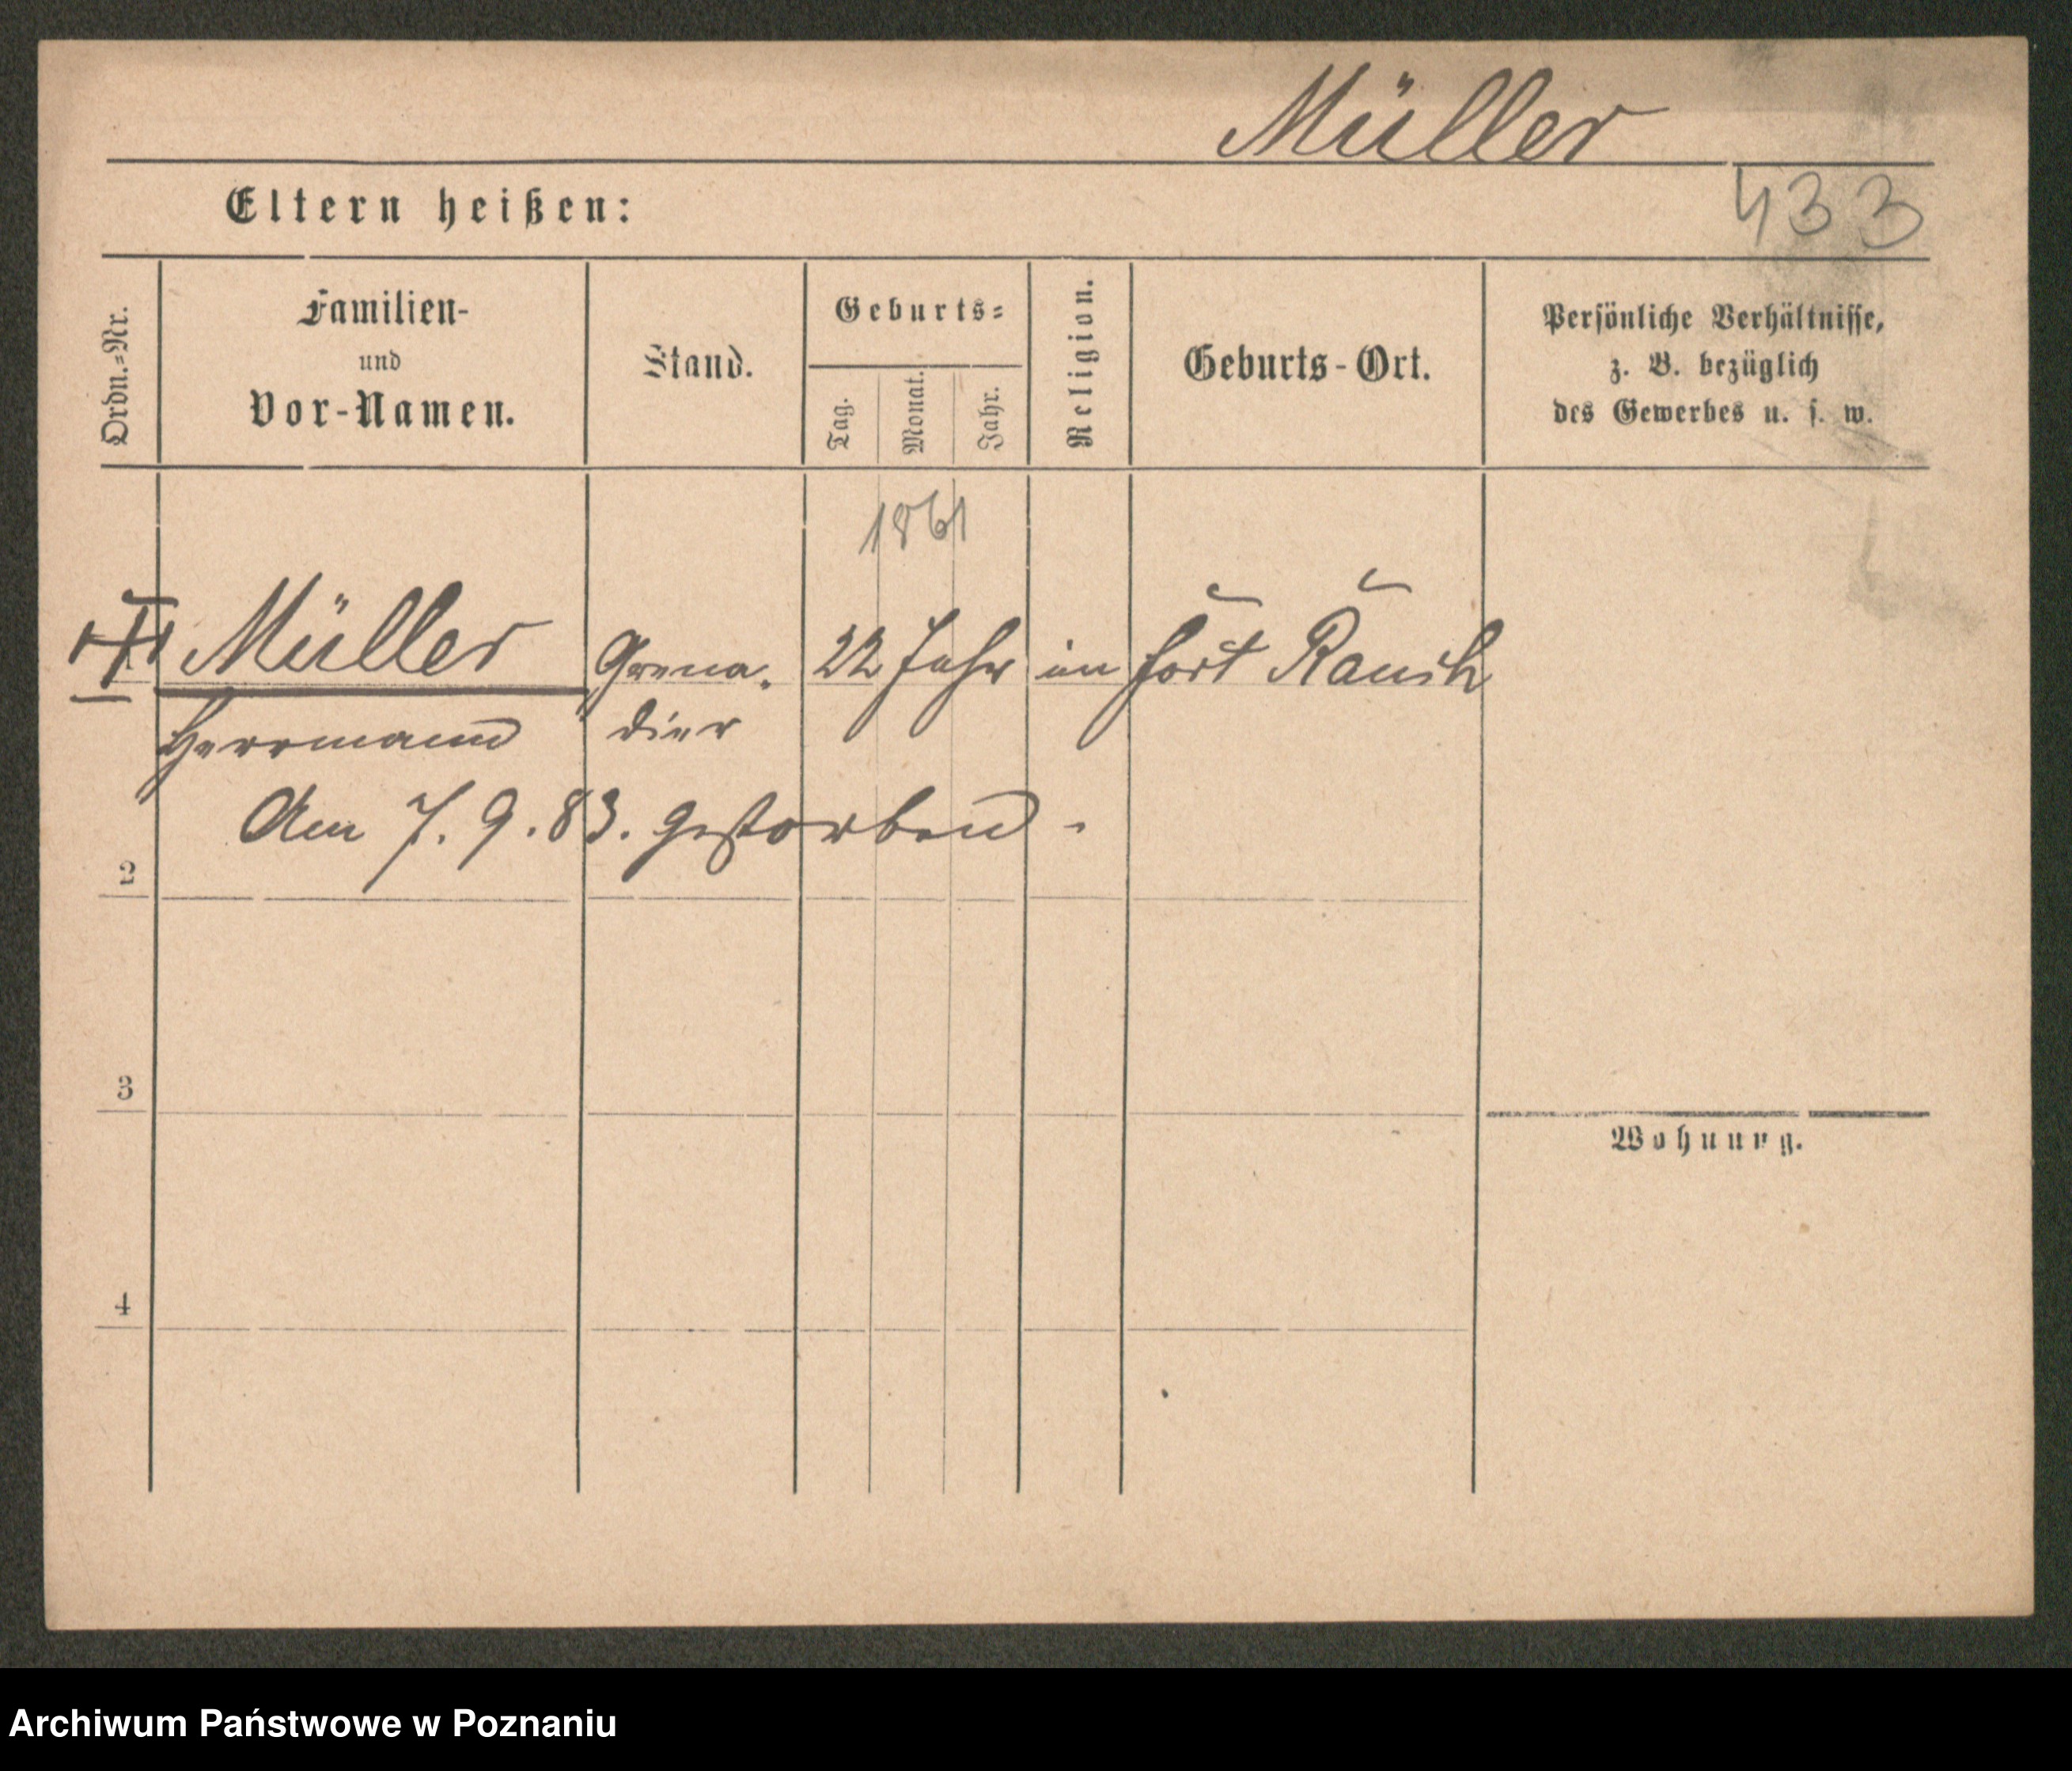 Müller
Eltern heißen:
433
Ordn.=Nr.
Familien-
und
Vor-Namen.
Stand.
Geburts=
Tag.
Monat.
Jahr.
Religion.
Geburts-Ort.
Persönliche Verhältnisse,
z. B. bezüglich
des Gewerbes u. s. w.
1861
Müller Grena. 22 Jahr im Fort Rauch
Herrmann dier
Am 7. 9. 83. gestorben -
2
3
Wohnung.
4
Archiwum Państwowe w Poznaniu